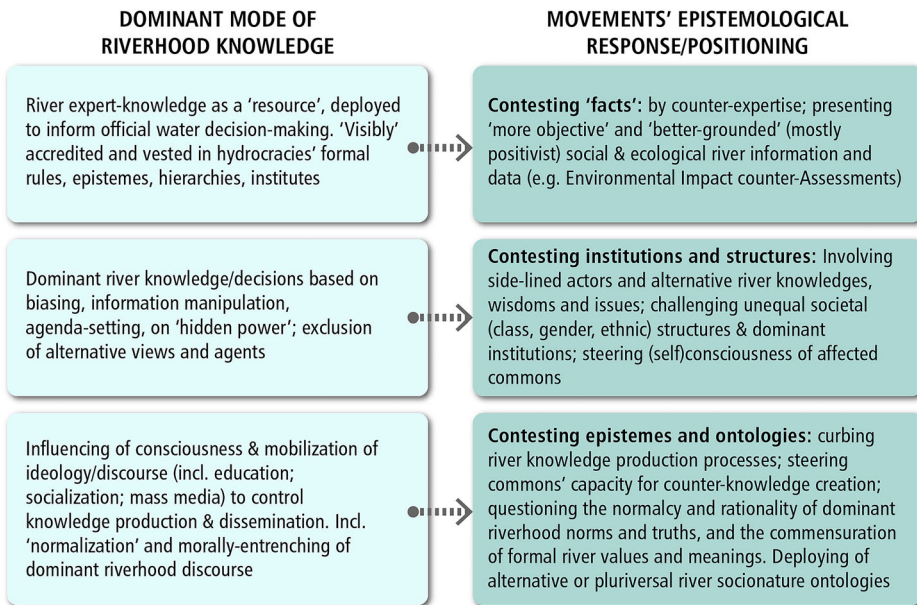 DOMINANT MODE OF
RIVERHOOD KNOWLEDGE
MOVEMENTS’ EPISTEMOLOGICAL
RESPONSE/POSITIONING
River expert-knowledge as a ‘resource’, deployed
to inform official water decision-making. ‘Visibly’
accredited and vested in hydrocracies’ formal
rules, epistemes, hierarchies, institutes
Contesting ‘facts’: by counter-expertise; presenting
‘more objective’ and ‘better-grounded’ (mostly
positivist) social & ecological river information and
data (e.g. Environmental Impact counter-Assessments)
Dominant river knowledge/decisions based on
biasing, information manipulation,
agenda-setting, on ‘hidden power’; exclusion
of alternative views and agents
Contesting institutions and structures: Involving
side-lined actors and alternative river knowledges,
wisdoms and issues; challenging unequal societal
(class, gender, ethnic) structures & dominant
institutions; steering (self)consciousness of affected
commons
Influencing of consciousness & mobilization of
ideology/discourse (incl. education;
socialization; mass media) to control
knowledge production & dissemination. Incl.
‘normalization’ and morally-entrenching of
dominant riverhood discourse
Contesting epistemes and ontologies: curbing
river knowledge production processes; steering
commons’ capacity for counter-knowledge creation;
questioning the normalcy and rationality of dominant
riverhood norms and truths, and the commensuration
of formal river values and meanings. Deploying of
alternative or pluriversal river socionature ontologies